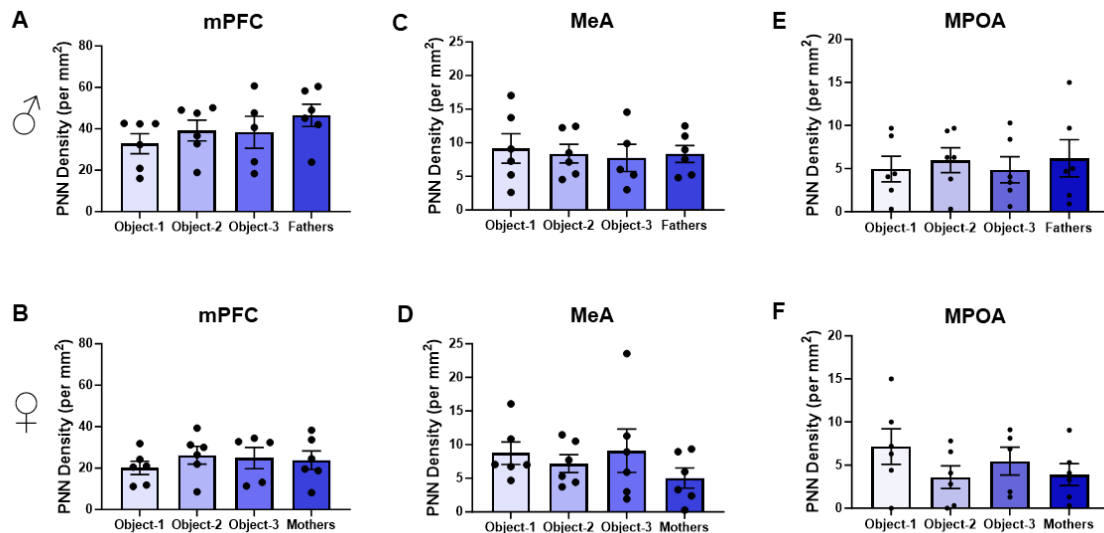 A
mPFC
PNN Density (per mm²)
80
60
40
20
0
Object-1 Object-2 Object-3 Fathers
C
MeA
PNN Density (per mm²)
25
20
15
10
5
0
Object-1 Object-2 Object-3 Fathers
E
MPOA
PNN Density (per mm²)
20
15
10
5
0
Object-1 Object-2 Object-3 Fathers
♂
B
mPFC
PNN Density (per mm²)
80
60
40
20
0
Object-1 Object-2 Object-3 Mothers
D
MeA
PNN Density (per mm²)
25
20
15
10
5
0
Object-1 Object-2 Object-3 Mothers
F
MPOA
PNN Density (per mm²)
20
15
10
5
0
Object-1 Object-2 Object-3 Mothers
♀